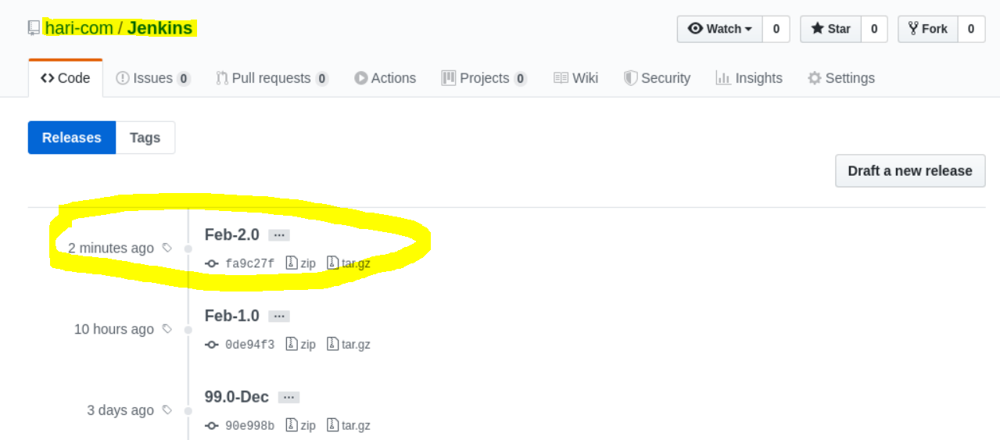 hari-com / Jenkins
Watch 0 Star 0 Fork 0
Code Issues 0 Pull requests 0 Actions Projects 0 Wiki Security Insights Settings
Releases Tags
Draft a new release
Feb-2.0 ...
2 minutes ago
fa9c27f zip tar.gz
Feb-1.0 ...
10 hours ago
0de94f3 zip tar.gz
99.0-Dec ...
3 days ago
90e998b zip tar.gz